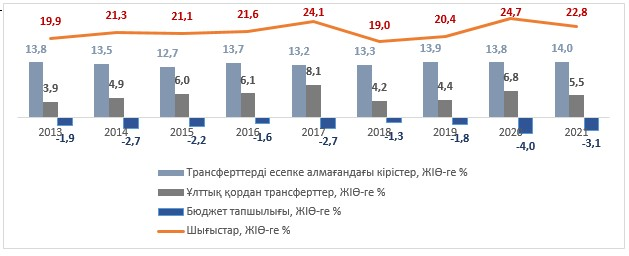 19,9 21,3 21,1 21,6 24,1 19,0 20,4 24,7 22,8
13,8 13,5 12,7 13,7 13,2 13,3 13,9 13,8 14,0
3,9 4,9 6,0 6,1 8,1 4,2 4,4 6,8 5,5
2013 2014 2015 2016 2017 2018 2019 2020 2021
-1,9 -2,7 -2,2 -1,6 -2,7 -1,3 -1,8 -4,0 -3,1
Трансферттерді есепке алмағандағы кірістер, ЖІӨ-ге %
Ұлттық қордан трансферттер, ЖІӨ-ге %
Бюджет тапшылығы, ЖІӨ-ге %
Шығыстар, ЖІӨ-ге %